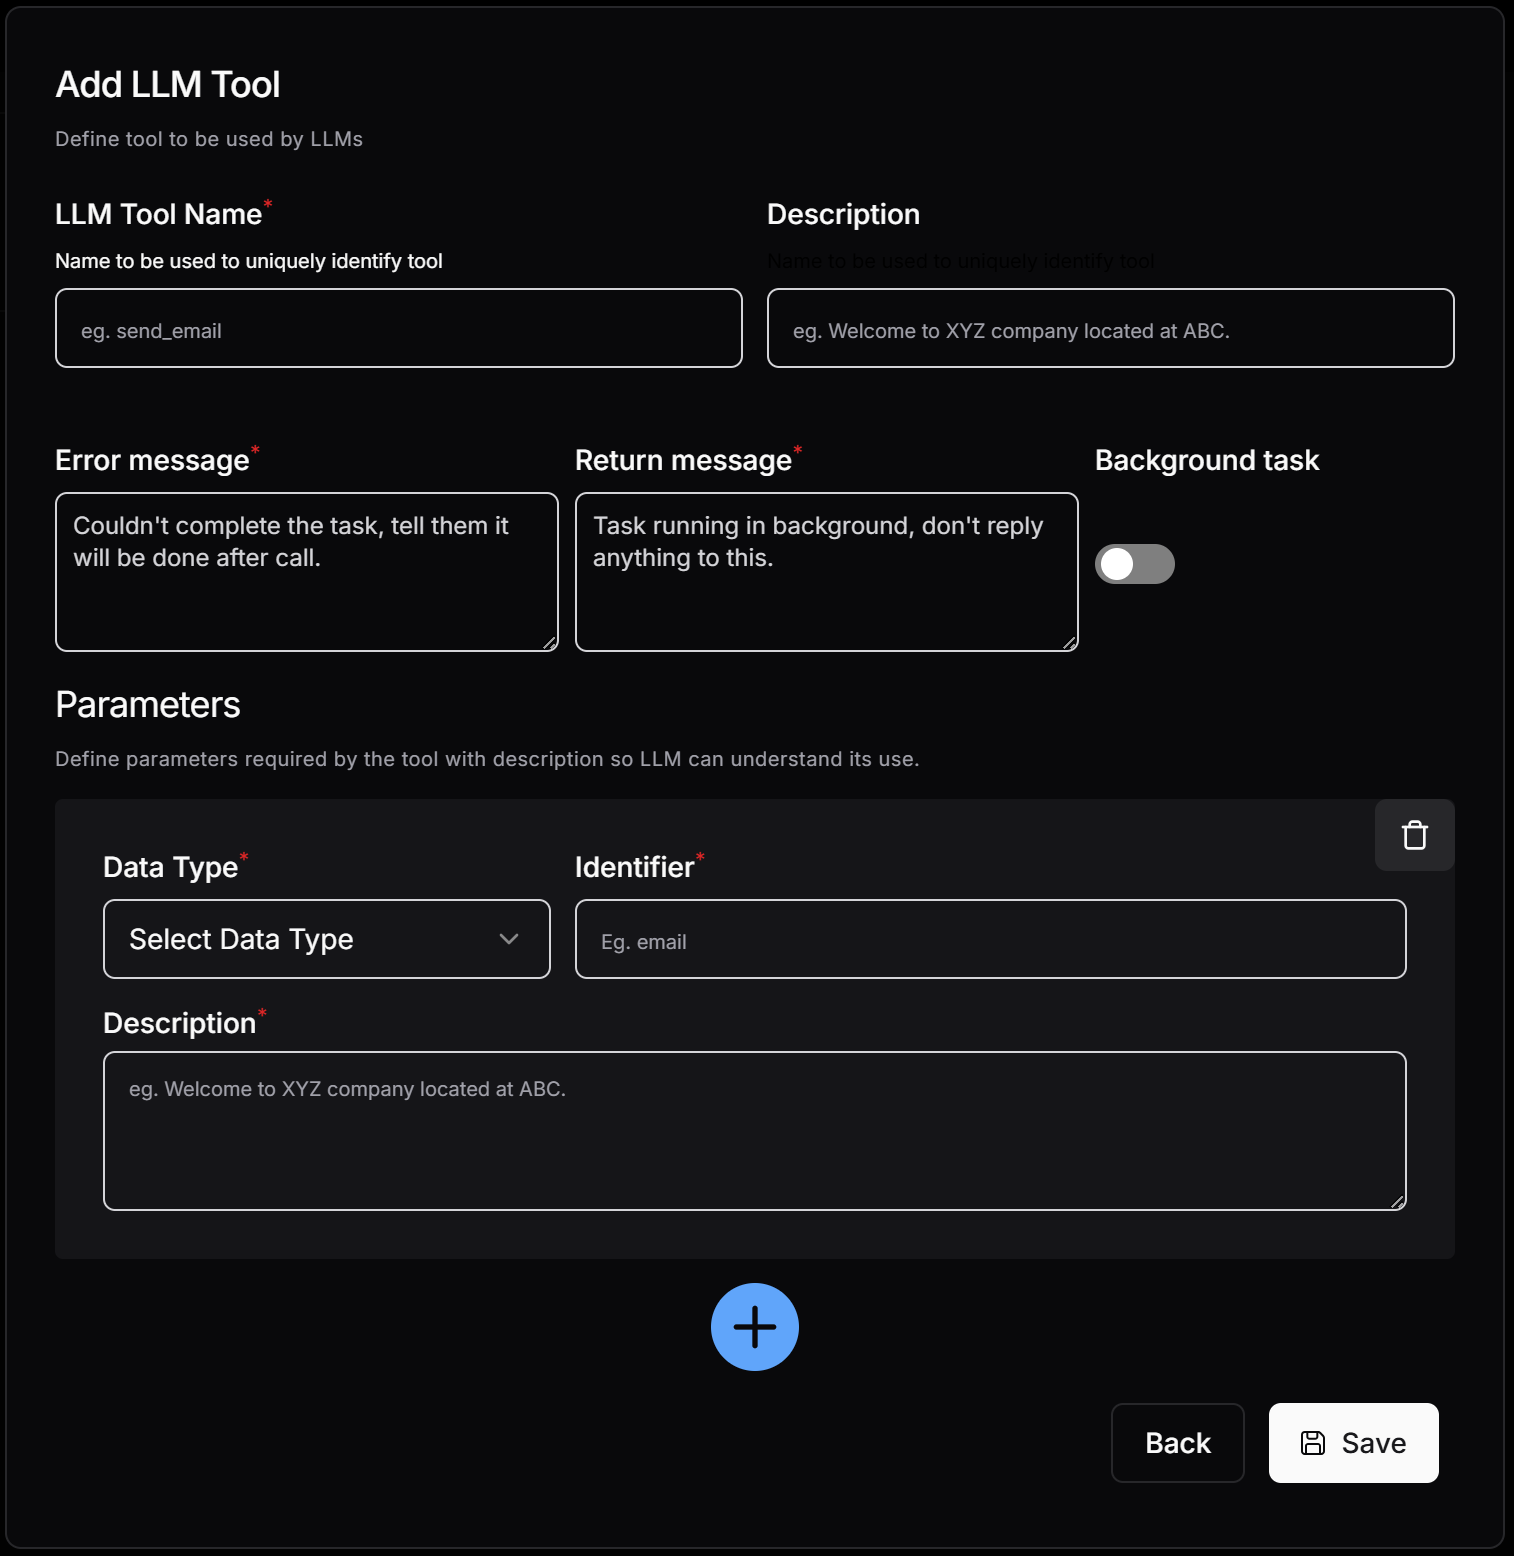 Add LLM Tool
Define tool to be used by LLMs
LLM Tool Name*
Description
Name to be used to uniquely identify tool
Name to be used to uniquely identify tool
eg. send_email
eg. Welcome to XYZ company located at ABC.
Error message*
Return message*
Background task
Couldn't complete the task, tell them it
will be done after call.
Task running in background, don't reply
anything to this.
Parameters
Define parameters required by the tool with description so LLM can understand its use.
Data Type*
Identifier*
Select Data Type
Eg. email
Description*
eg. Welcome to XYZ company located at ABC.
Back
Save